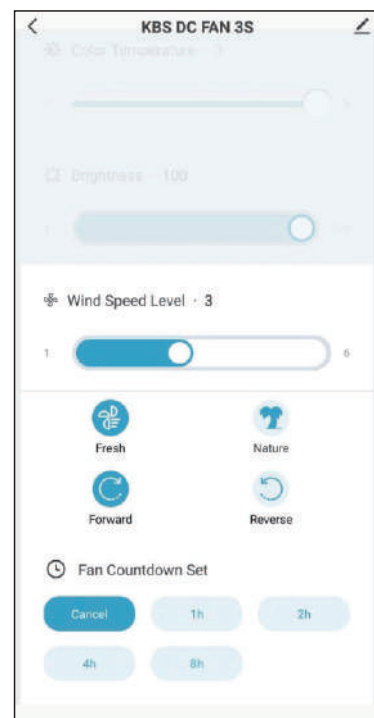 KBS DC FAN 3S
Color Temperature · 3
Brightness · 100
Wind Speed Level · 3
1 6
Fresh Nature
Forward Reverse
Fan Countdown Set
Cancel 1h 2h
4h 8h